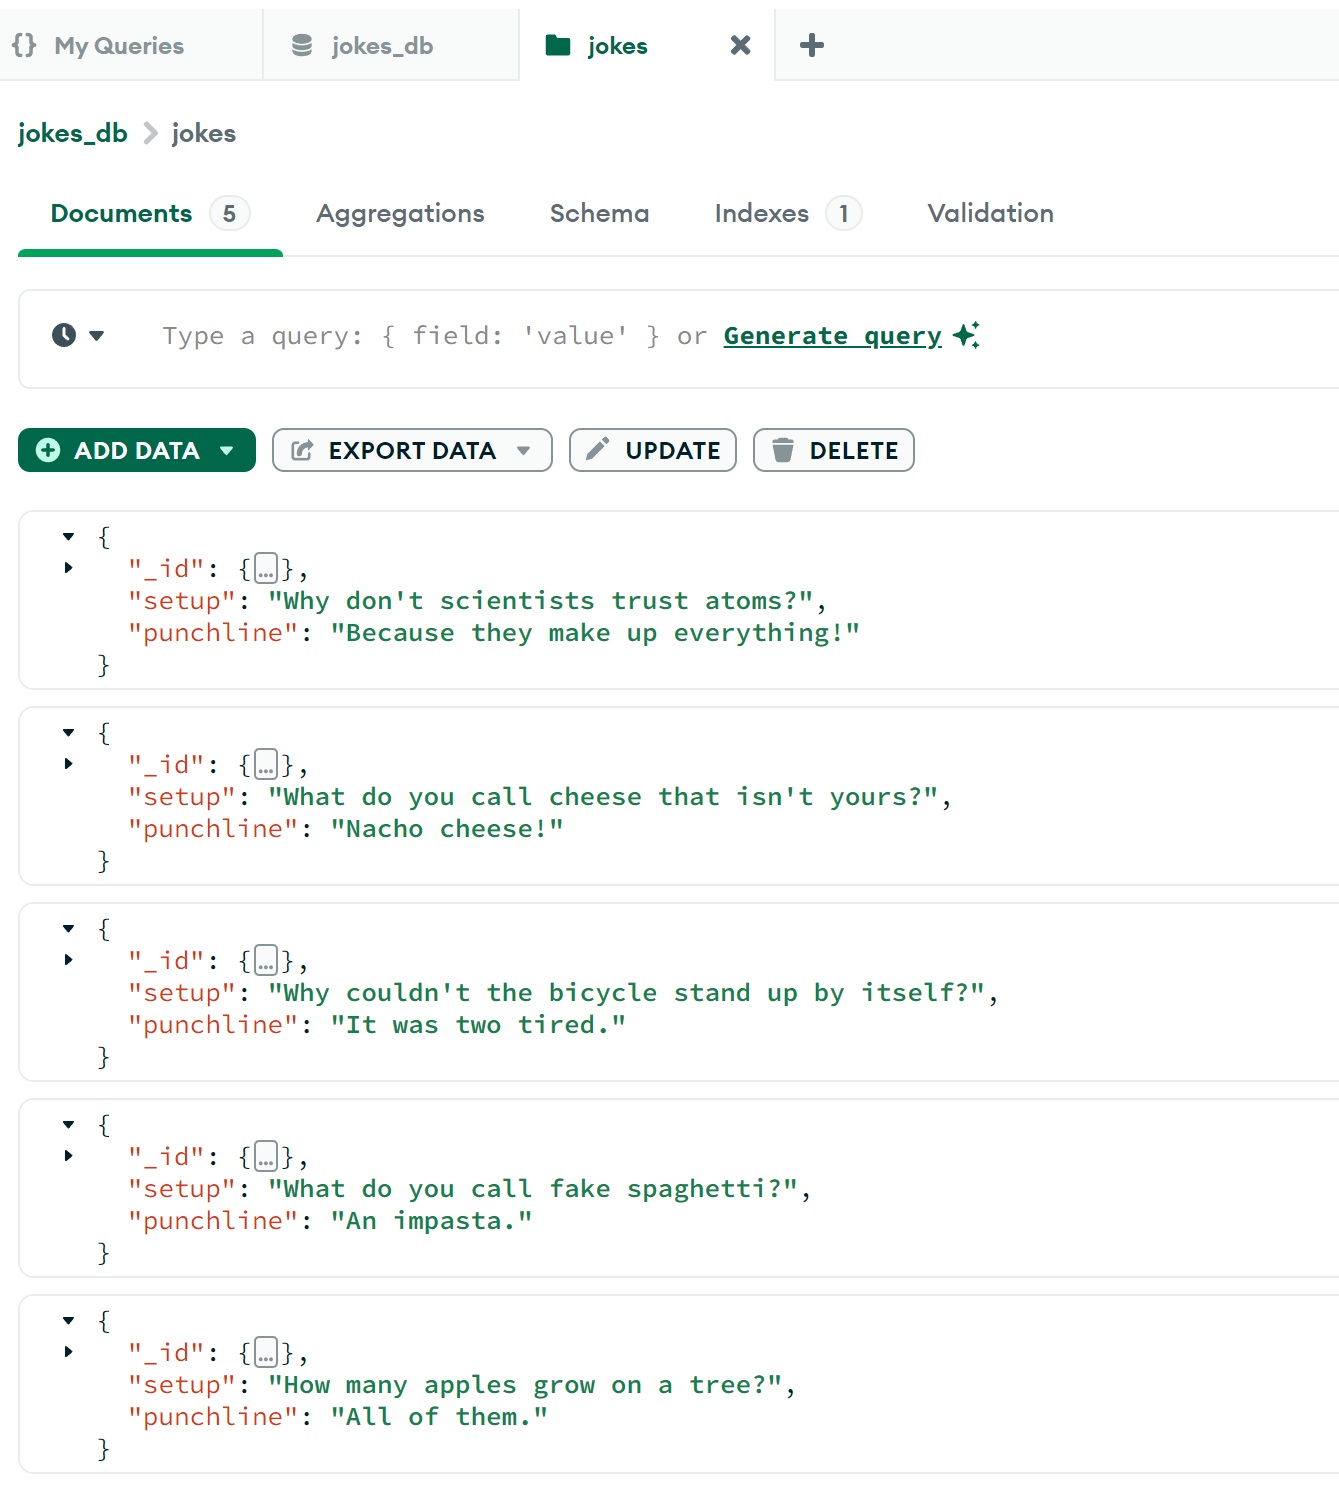 {} My Queries jokes_db jokes
jokes_db > jokes
Documents 5 Aggregations Schema Indexes 1 Validation
Type a query: { field: 'value' } or Generate query
ADD DATA EXPORT DATA UPDATE DELETE
{
"_id": {…},
"setup": "Why don't scientists trust atoms?",
"punchline": "Because they make up everything!"
}
{
"_id": {…},
"setup": "What do you call cheese that isn't yours?",
"punchline": "Nacho cheese!"
}
{
"_id": {…},
"setup": "Why couldn't the bicycle stand up by itself?",
"punchline": "It was two tired."
}
{
"_id": {…},
"setup": "What do you call fake spaghetti?",
"punchline": "An impasta."
}
{
"_id": {…},
"setup": "How many apples grow on a tree?",
"punchline": "All of them."
}